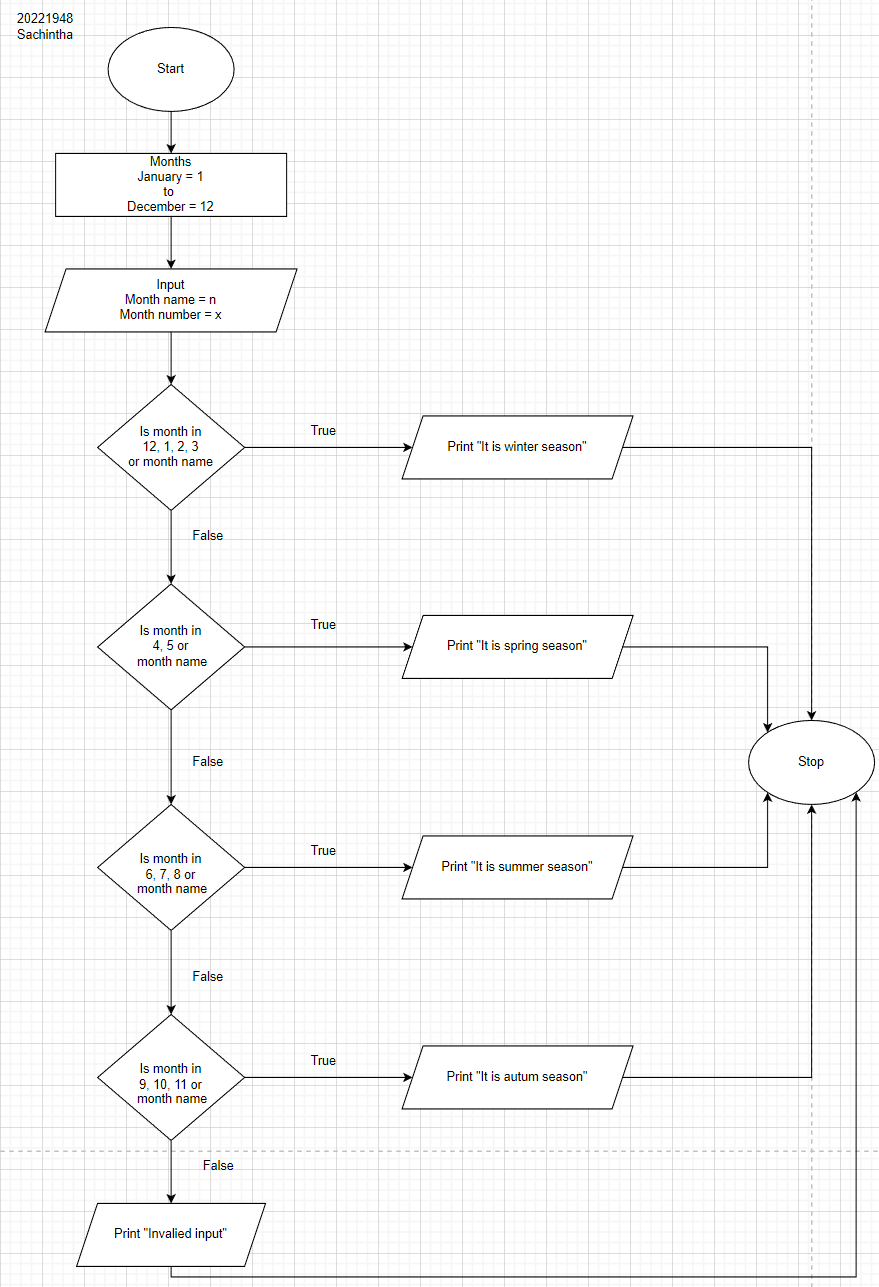 20221948
Sachintha
Start
Months
January = 1
to
December = 12
Input
Month name = n
Month number = x
Is month in
12, 1, 2, 3
or month name
True
Print "It is winter season"
False
Is month in
4, 5 or
month name
True
Print "It is spring season"
Stop
False
Is month in
6, 7, 8 or
month name
True
Print "It is summer season"
False
Is month in
9, 10, 11 or
month name
True
Print "It is autum season"
False
Print "Invalied input"